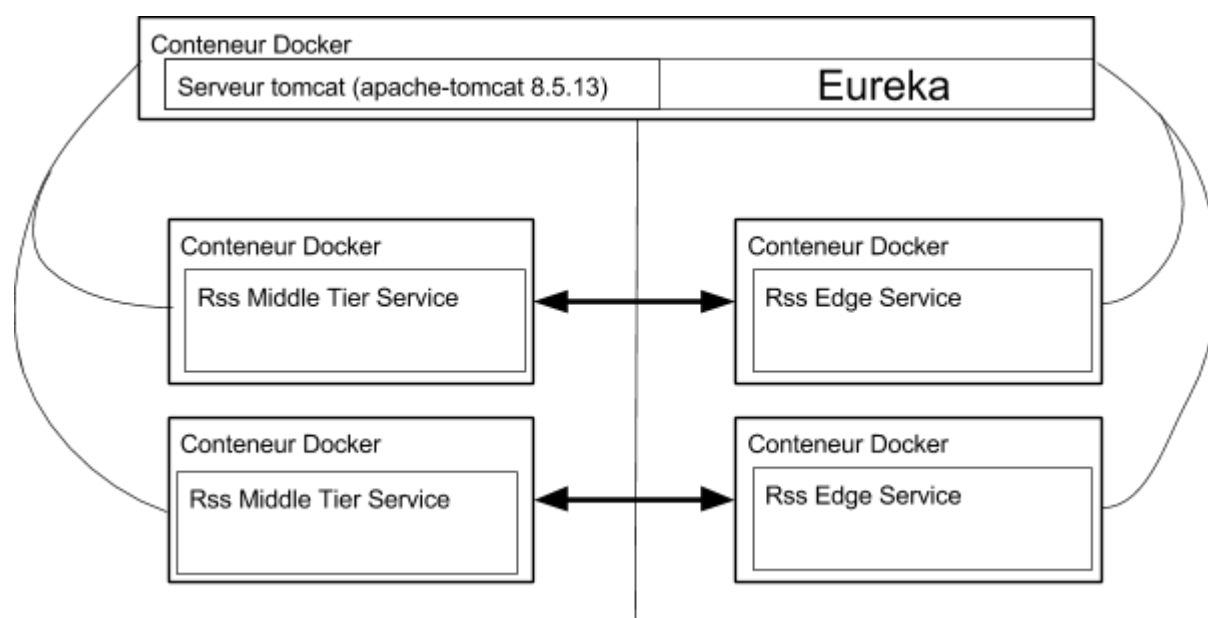 Conteneur Docker
Serveur tomcat (apache-tomcat 8.5.13)
Eureka
Conteneur Docker
Rss Middle Tier Service
Conteneur Docker
Rss Edge Service
Conteneur Docker
Rss Middle Tier Service
Conteneur Docker
Rss Edge Service